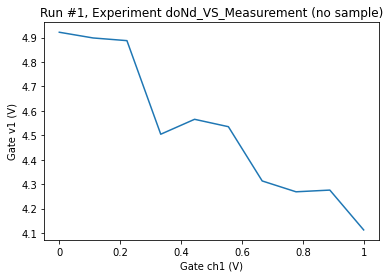 Run #1, Experiment doNd_VS_Measurement (no sample)
4.9
4.8
4.7
4.6
4.5
4.4
4.3
4.2
4.1
Gate v1 (V)
0 0.2 0.4 0.6 0.8 1
Gate ch1 (V)